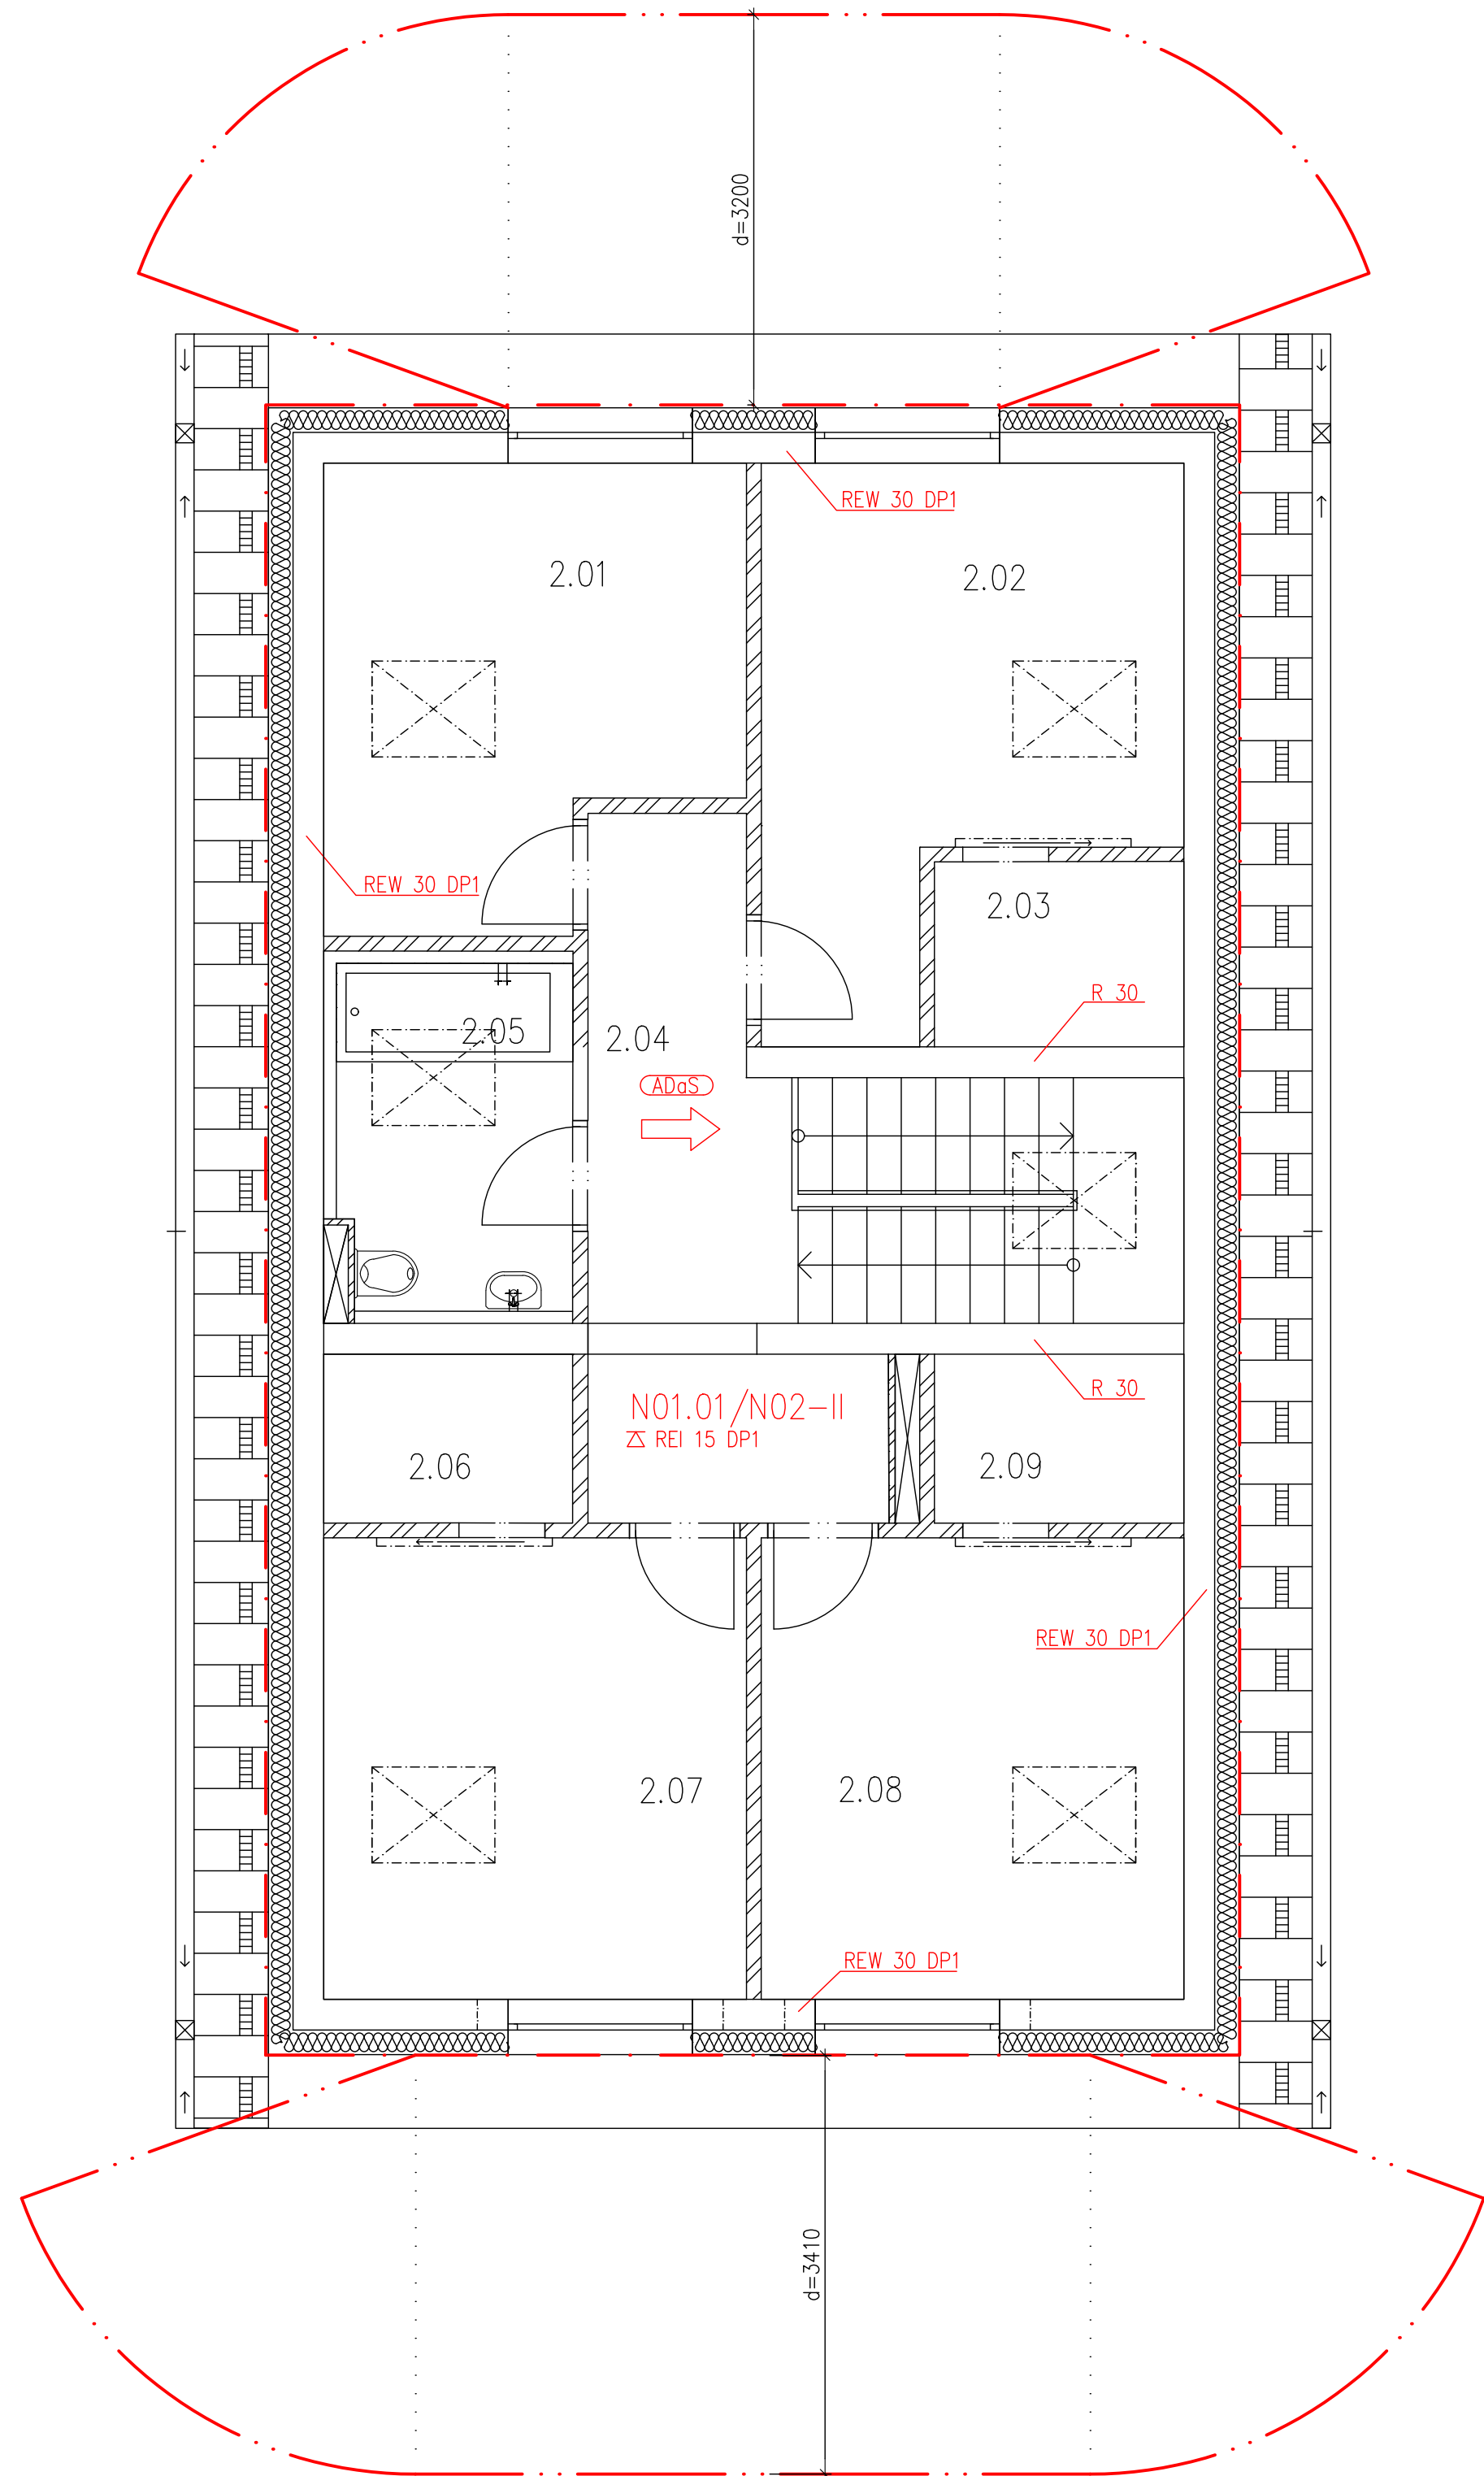 d=3200
REW 30 DP1
2.01
2.02
REW 30 DP1
2.03
R 30
2.05
2.04
ADaS
N01.01/N02-II
REI 15 DP1
R 30
2.06
2.09
REW 30 DP1
2.07
2.08
REW 30 DP1
d=3410